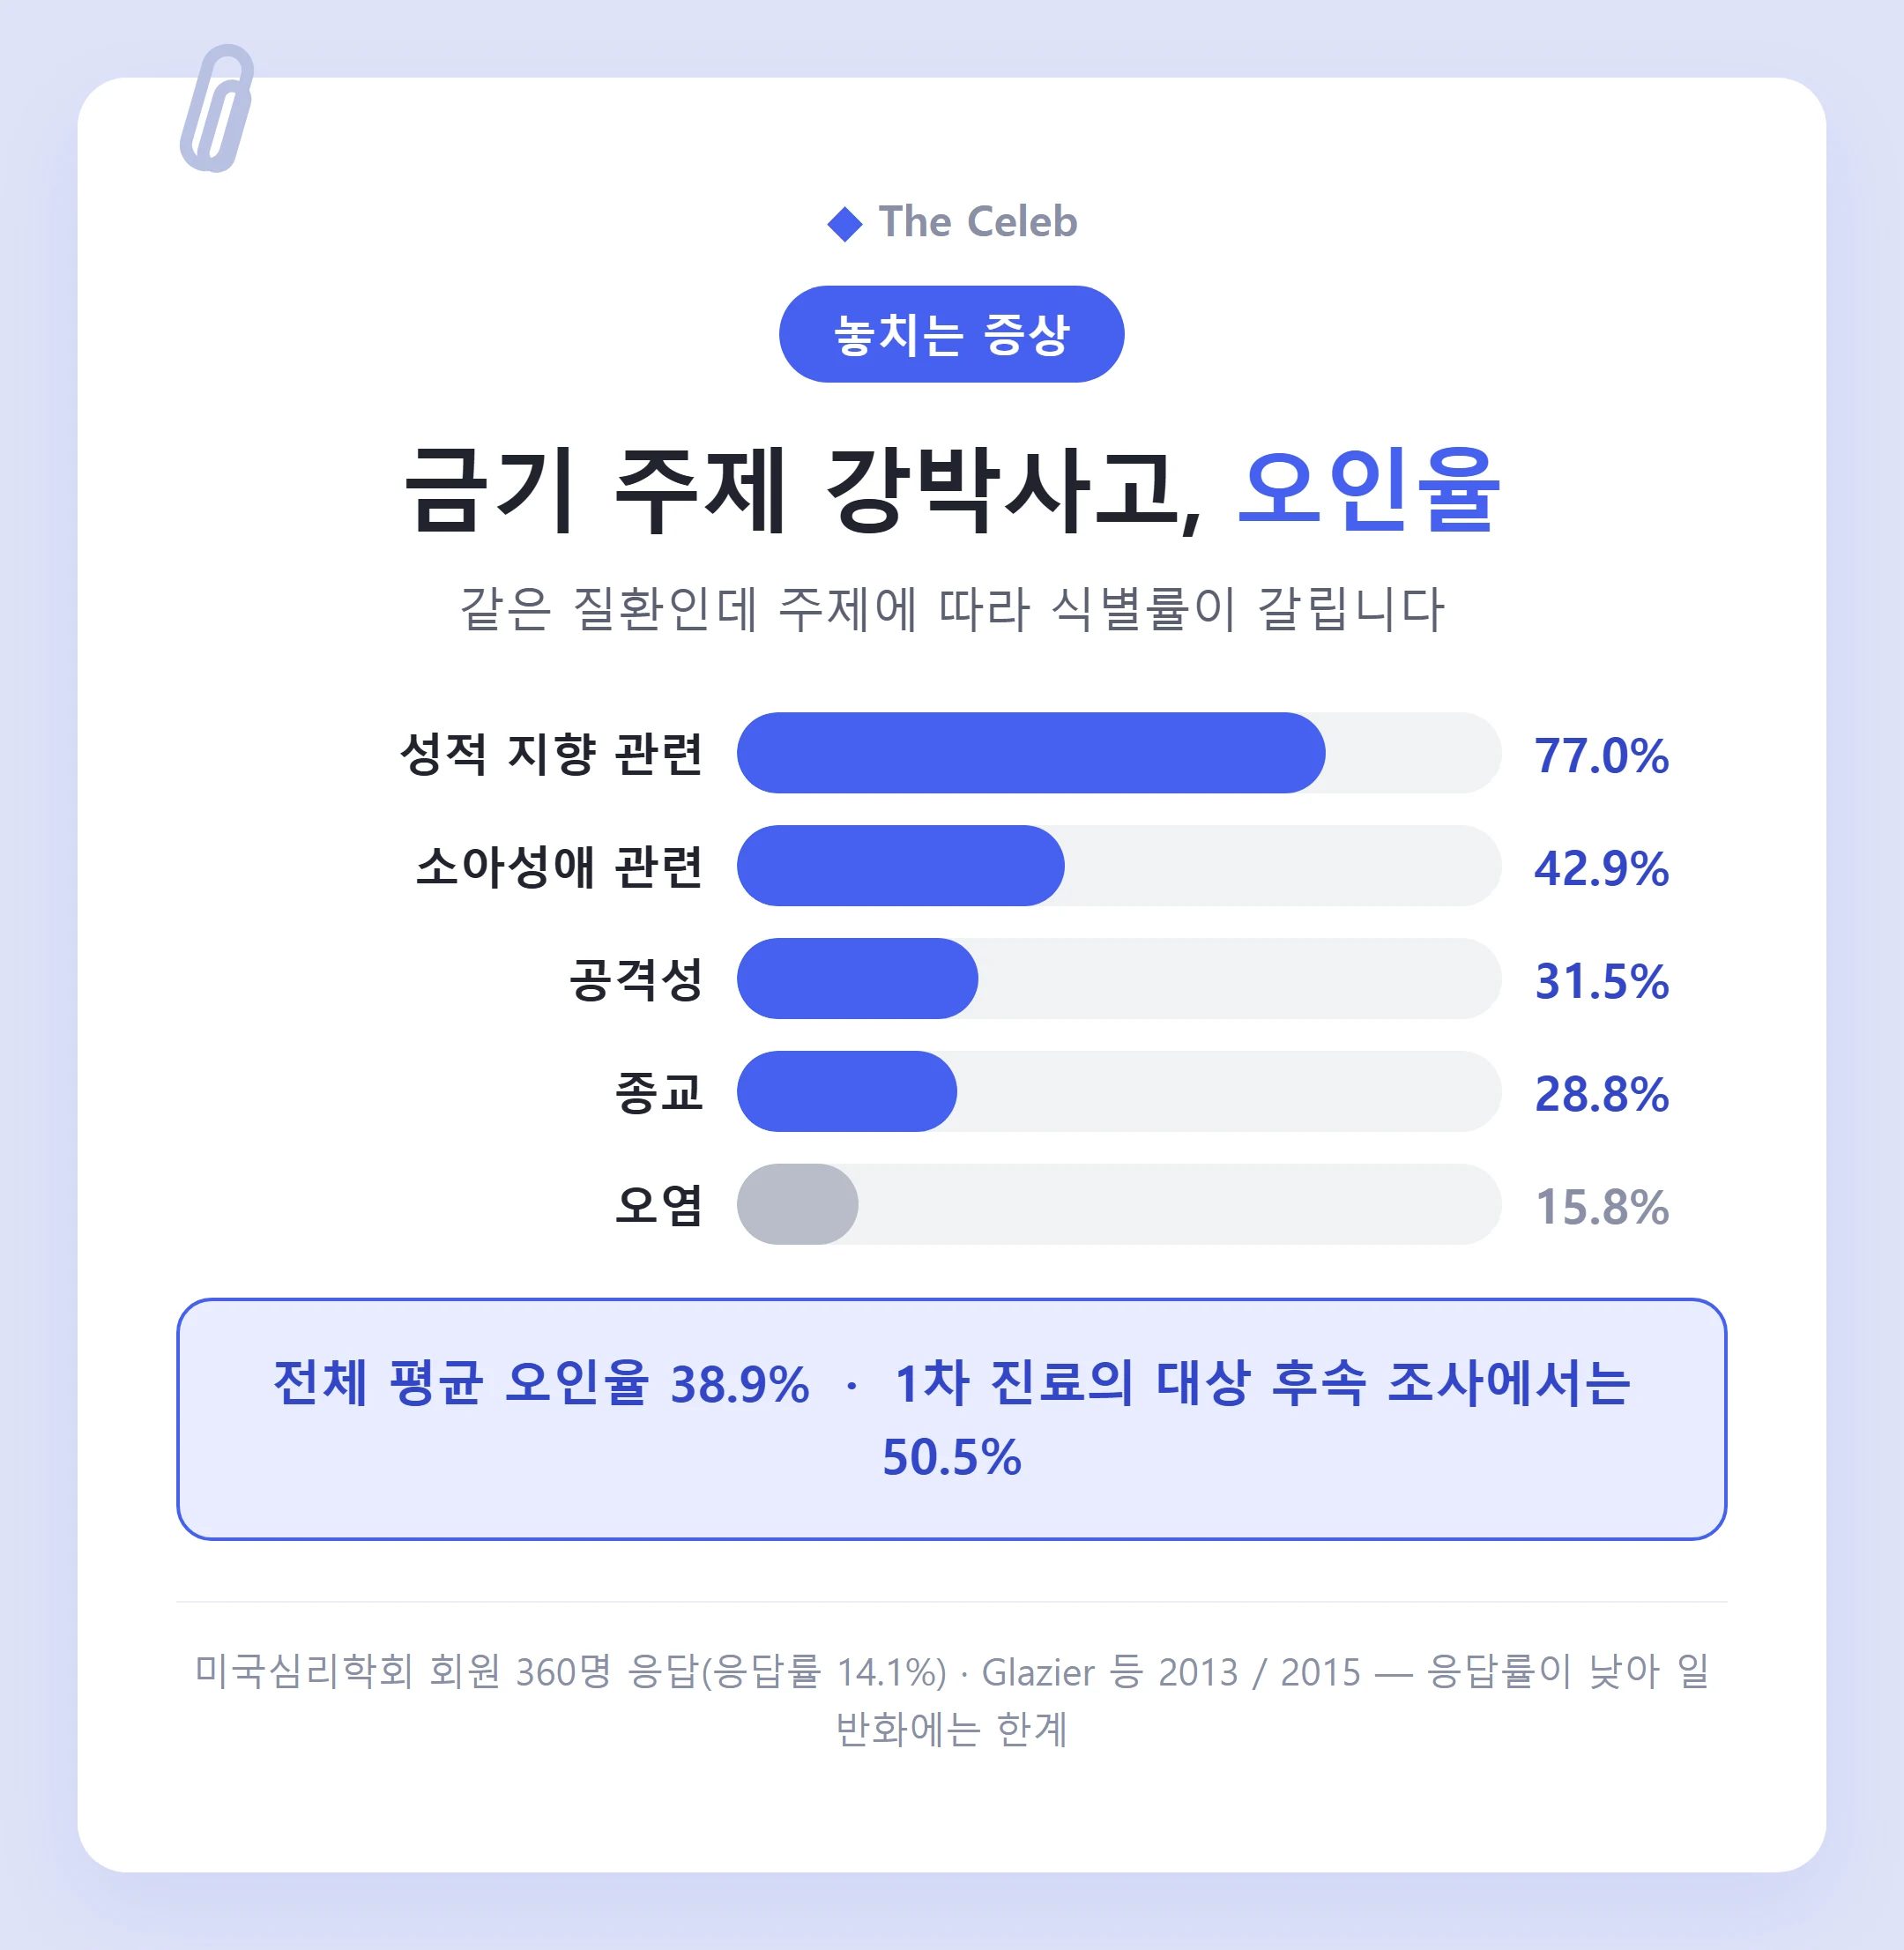 ◆ The Celeb
놓치는 증상
금기 주제 강박사고, 오인율
같은 질환인데 주제에 따라 식별률이 갈립니다
성적 지향 관련 77.0%
소아성애 관련 42.9%
공격성 31.5%
종교 28.8%
오염 15.8%
전체 평균 오인율 38.9% · 1차 진료의 대상 후속 조사에서는
50.5%
미국심리학회 회원 360명 응답(응답률 14.1%) · Glazier 등 2013 / 2015 — 응답률이 낮아 일
반화에는 한계